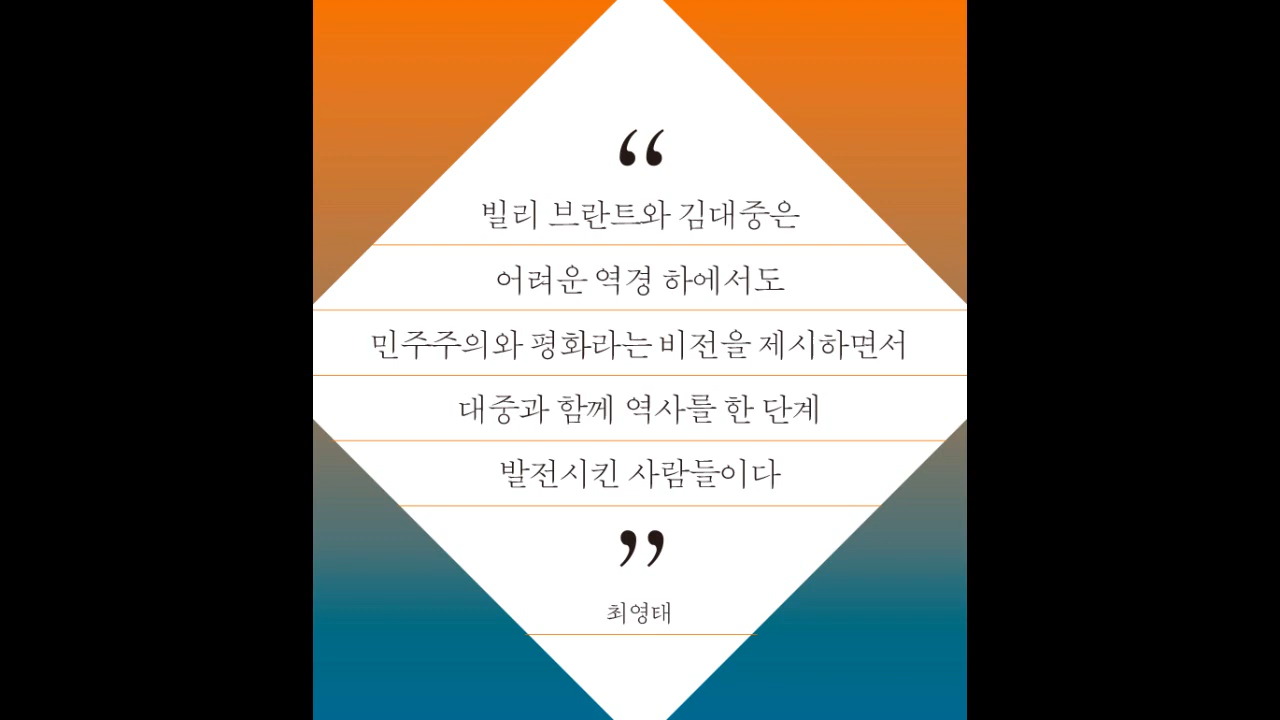 “
빌리 브란트와 김대중은
어려운 역경 하에서도
민주주의와 평화라는 비전을 제시하면서
대중과 함께 역사를 한 단계
발전시킨 사람들이다
”
최영태